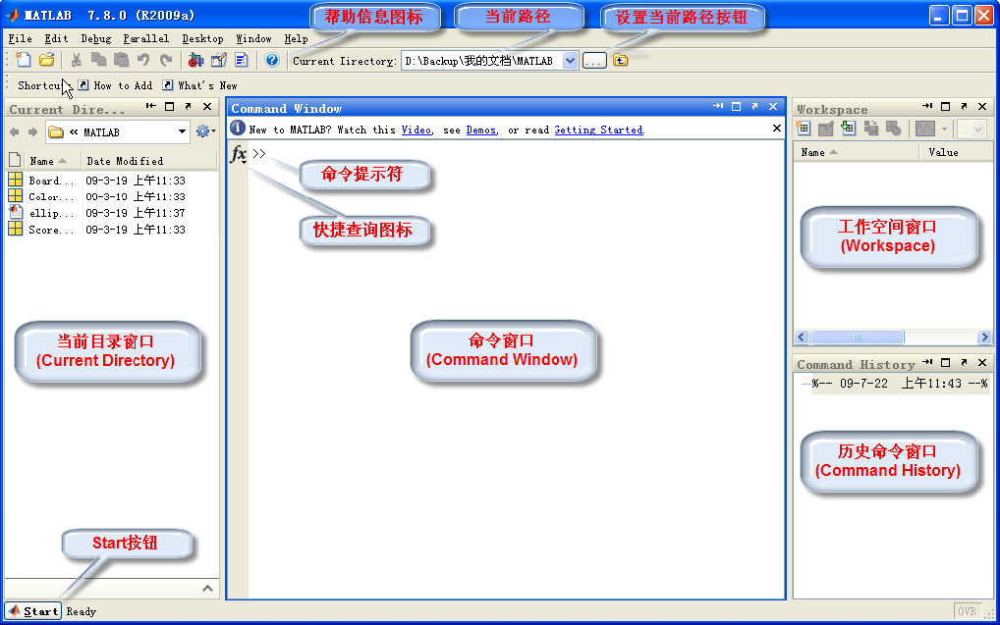 MATLAB 7.8.0 (R2009a)
帮助信息图标
当前路径
设置当前路径按钮
File Edit Debug Parallel Desktop Window Help
Current Directory: D:\Backup\我的文档\MATLAB ...
Shortcuts How to Add What's New
Current Dire...
« MATLAB
Name Date Modified
Board... 09-3-19 上午11:33
Color... 09-3-10 上午11:33
ellip... 09-3-19 上午11:37
Score... 09-3-19 上午11:33
当前目录窗口
(Current Directory)
Start按钮
Command Window
New to MATLAB? Watch this Video, see Demos, or read Getting Started.
fx >>
命令提示符
快捷查询图标
命令窗口
(Command Window)
Workspace
Name Value
工作空间窗口
(Workspace)
Command History
%-- 09-7-22 上午11:43 --%
历史命令窗口
(Command History)
Start Ready
OVR